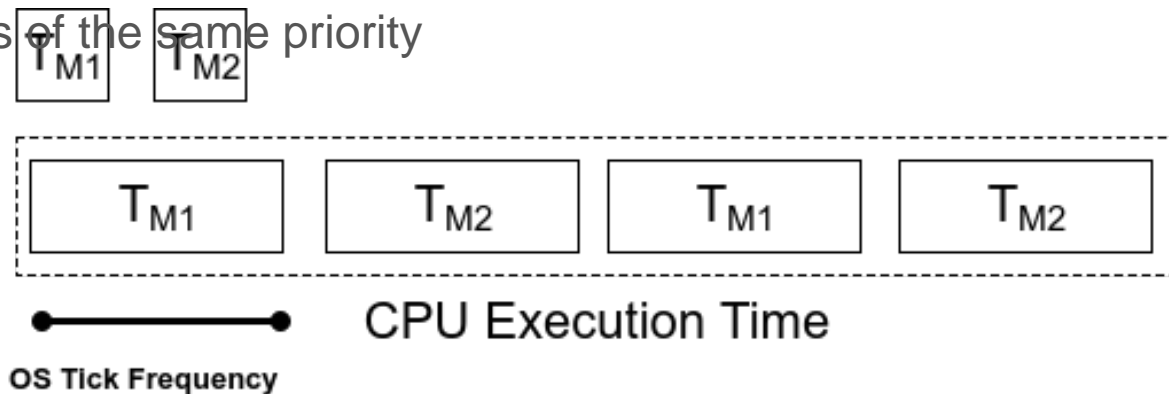 s of the same priority
TM1 TM2
TM1 TM2 TM1 TM2
CPU Execution Time
OS Tick Frequency